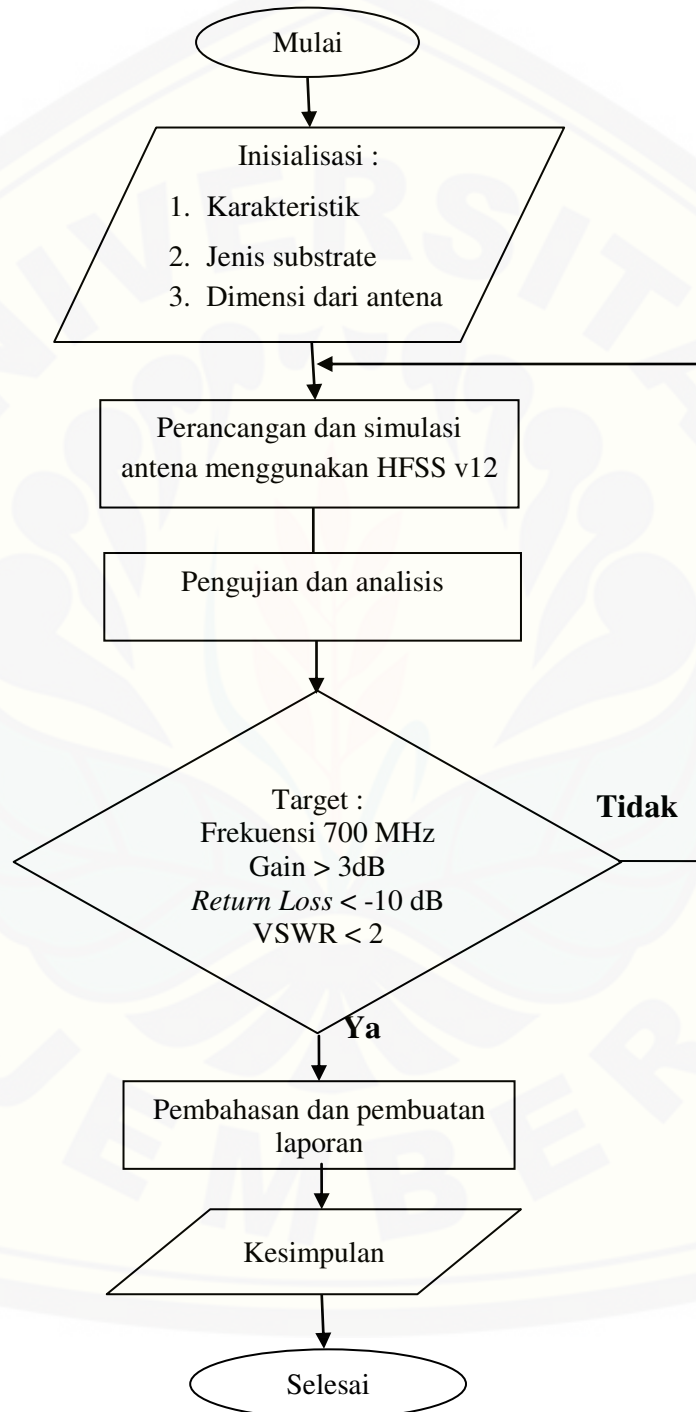 Mulai
Inisialisasi :
1. Karakteristik
2. Jenis substrate
3. Dimensi dari antena
Perancangan dan simulasi
antena menggunakan HFSS v12
Pengujian dan analisis
Target :
Frekuensi 700 MHz
Gain > 3dB
Return Loss < -10 dB
VSWR < 2
Tidak
Ya
Pembahasan dan pembuatan
laporan
Kesimpulan
Selesai
UNIVERSITA
JEMBER